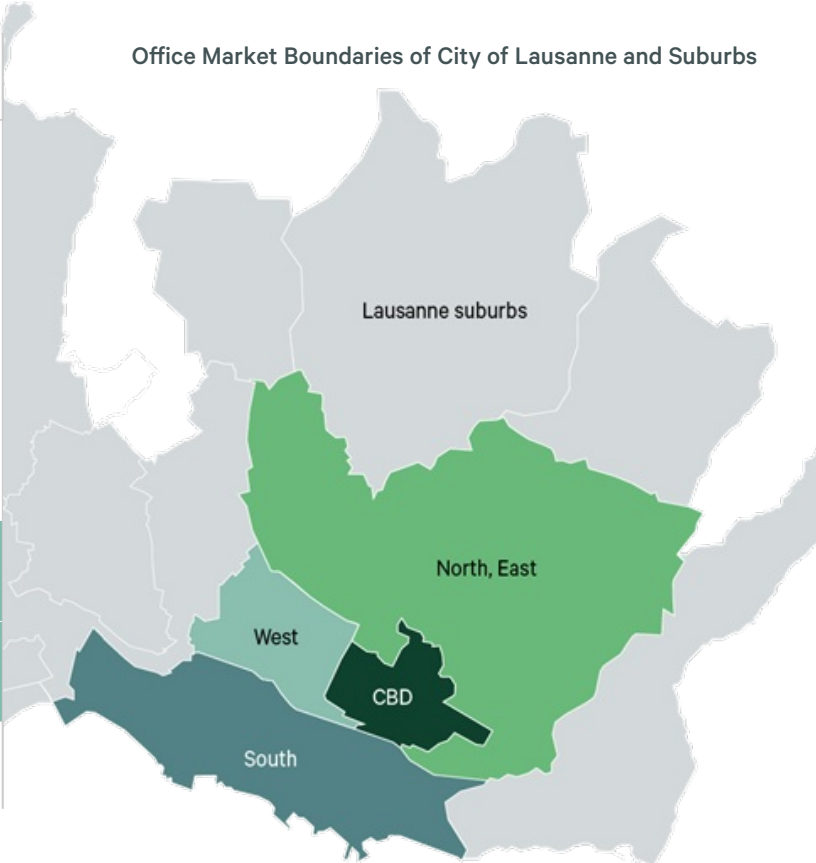 Office Market Boundaries of City of Lausanne and Suburbs
Lausanne suburbs
North, East
West
CBD
South